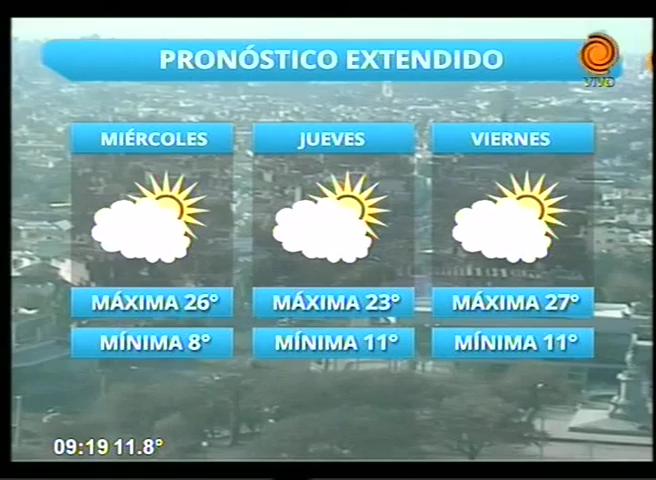 PRONÓSTICO EXTENDIDO
VIVO
MIÉRCOLES
JUEVES
VIERNES
MÁXIMA 26°
MÁXIMA 23°
MÁXIMA 27°
MÍNIMA 8°
MÍNIMA 11°
MÍNIMA 11°
09:19 11.8°